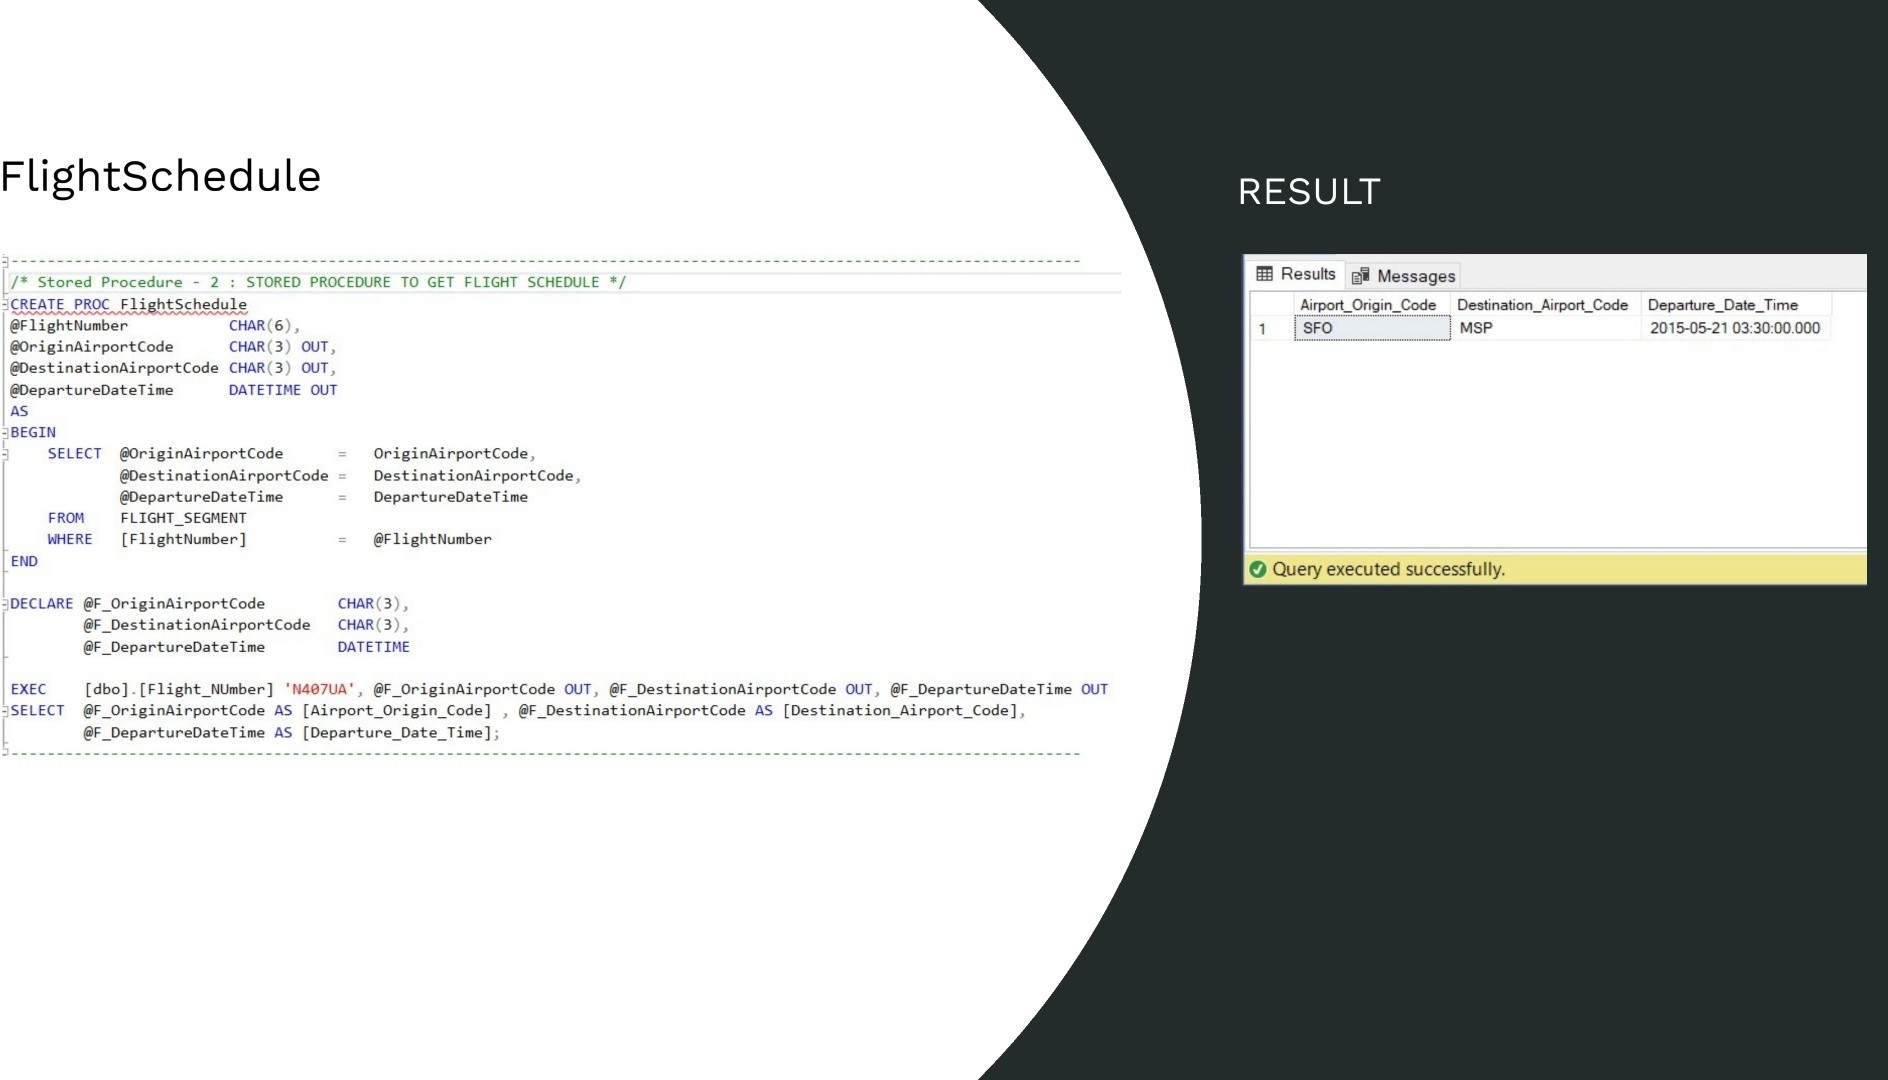 FlightSchedule
/* Stored Procedure - 2 : STORED PROCEDURE TO GET FLIGHT SCHEDULE */
CREATE PROC FlightSchedule
@FlightNumber CHAR(6),
@OriginAirportCode CHAR(3) OUT,
@DestinationAirportCode CHAR(3) OUT,
@DepartureDateTime DATETIME OUT
AS
BEGIN
SELECT @OriginAirportCode = OriginAirportCode,
@DestinationAirportCode = DestinationAirportCode,
@DepartureDateTime = DepartureDateTime
FROM FLIGHT_SEGMENT
WHERE [FlightNumber] = @FlightNumber
END
DECLARE @F_OriginAirportCode CHAR(3),
@F_DestinationAirportCode CHAR(3),
@F_DepartureDateTime DATETIME
EXEC [dbo].[Flight_NUmber] 'N407UA', @F_OriginAirportCode OUT, @F_DestinationAirportCode OUT, @F_DepartureDateTime OUT
SELECT @F_OriginAirportCode AS [Airport_Origin_Code] , @F_DestinationAirportCode AS [Destination_Airport_Code],
@F_DepartureDateTime AS [Departure_Date_Time];
RESULT
Results Messages
Airport_Origin_Code Destination_Airport_Code Departure_Date_Time
1 SFO MSP 2015-05-21 03:30:00.000
Query executed successfully.